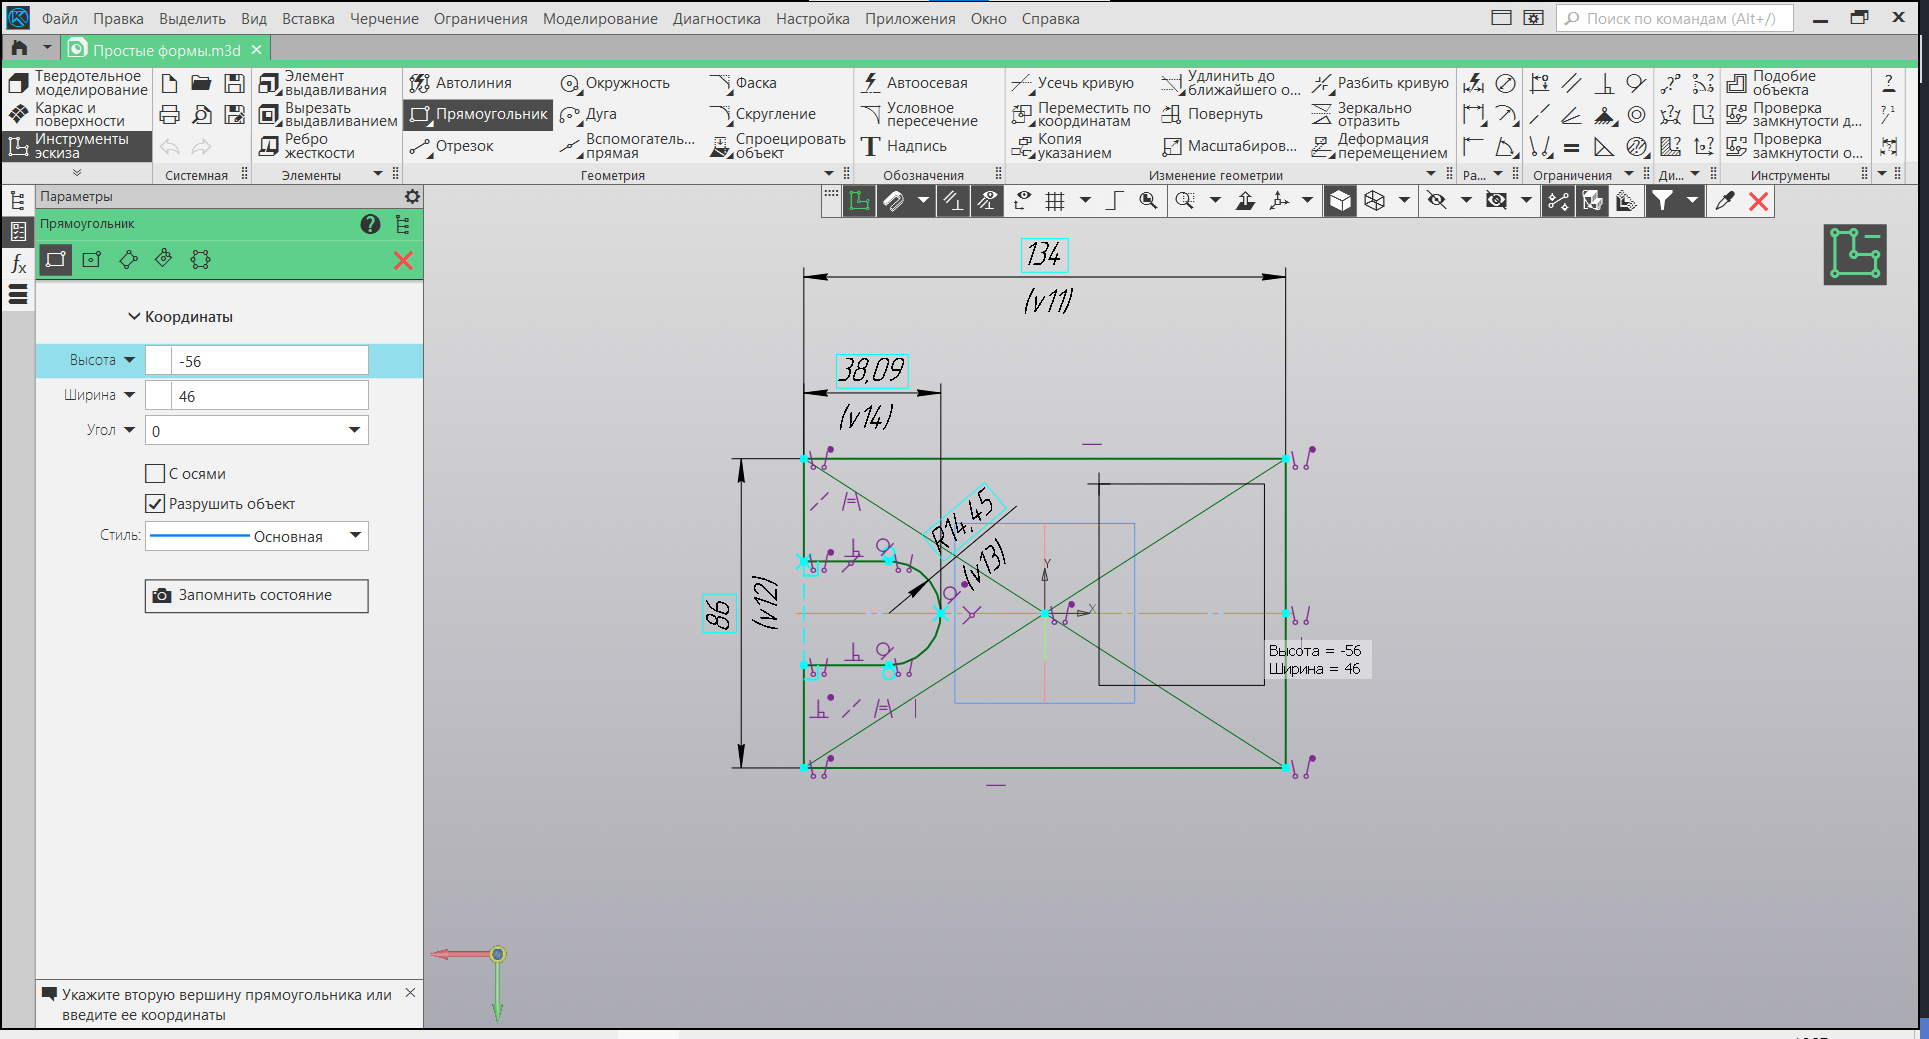 Файл Правка Выделить Вид Вставка Черчение Ограничения Моделирование Диагностика Настройка Приложения Окно Справка
Поиск по командам (Alt+/)
Простые формы.m3d
Твердотельное моделирование
Каркас и поверхности
Инструменты эскиза
Системная
Элемент выдавливания
Вырезать выдавливанием
Ребро жесткости
Элементы
Автолиния
Прямоугольник
Отрезок
Окружность
Дуга
Вспомогатель... прямая
Фаска
Скругление
Спроецировать объект
Геометрия
Автоосевая
Условное пересечение
Надпись
Обозначения
Усечь кривую
Переместить по координатам
Копия указанием
Удлинить до ближайшего о...
Повернуть
Масштабиров...
Разбить кривую
Зеркально отразить
Деформация перемещением
Изменение геометрии
Ра...
Ограничения
Ди...
Подобие объекта
Проверка замкнутости д...
Проверка замкнутости о...
Инструменты
Параметры
Прямоугольник
Координаты
Высота -56
Ширина 46
Угол 0
С осями
Разрушить объект
Стиль: Основная
Запомнить состояние
Укажите вторую вершину прямоугольника или
введите ее координаты
134
(v11)
38,09
(v14)
R14,45
(v13)
86
(v12)
Y
X
Высота = -56
Ширина = 46